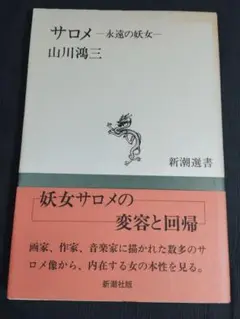 サロメ―永遠の妖女―
山川鴻三
新潮選書
妖女サロメの
変容と回帰
画家、作家、音楽家に描かれた数多のサ
ロメ像から、内在する女の本性を見る。
新潮社版